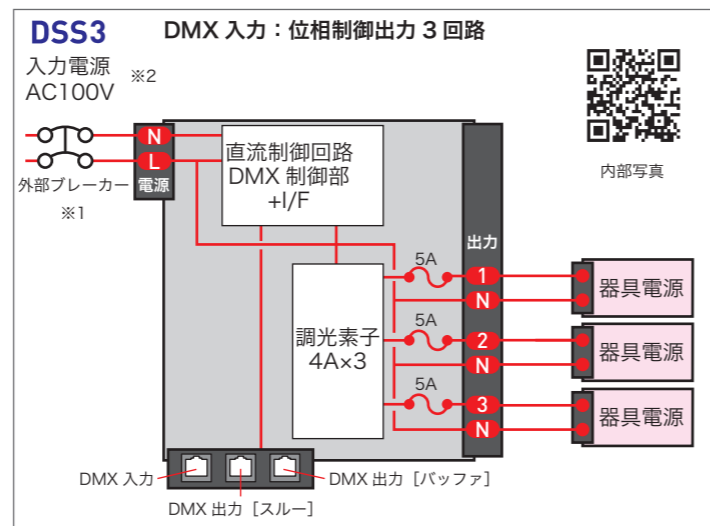 DSS3
DMX 入力：位相制御出力 3 回路
入力電源
AC100V
※2
内部写真
N
L
電源
外部ブレーカー
※1
直流制御回路
DMX 制御部
+I/F
出力
調光素子
4A×3
5A
1
N
器具電源
5A
2
N
器具電源
5A
3
N
器具電源
DMX 入力
DMX 出力［スルー］
DMX 出力［バッファ］